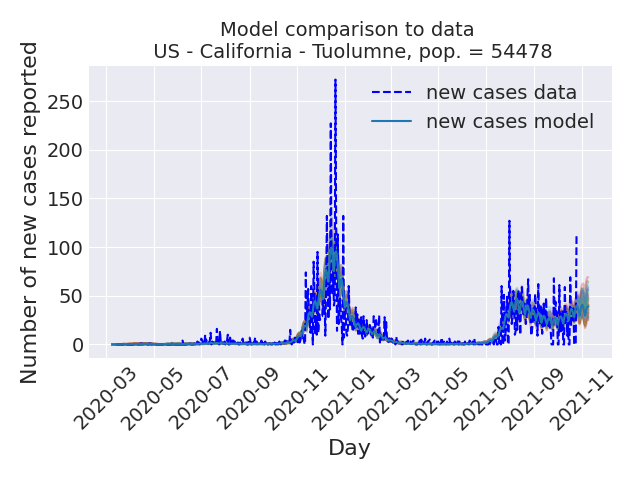 Model comparison to data
US - California - Tuolumne, pop. = 54478
Number of new cases reported
250
200
150
100
50
0
new cases data
new cases model
2020-03
2020-05
2020-07
2020-09
2020-11
2021-01
2021-03
2021-05
2021-07
2021-09
2021-11
Day